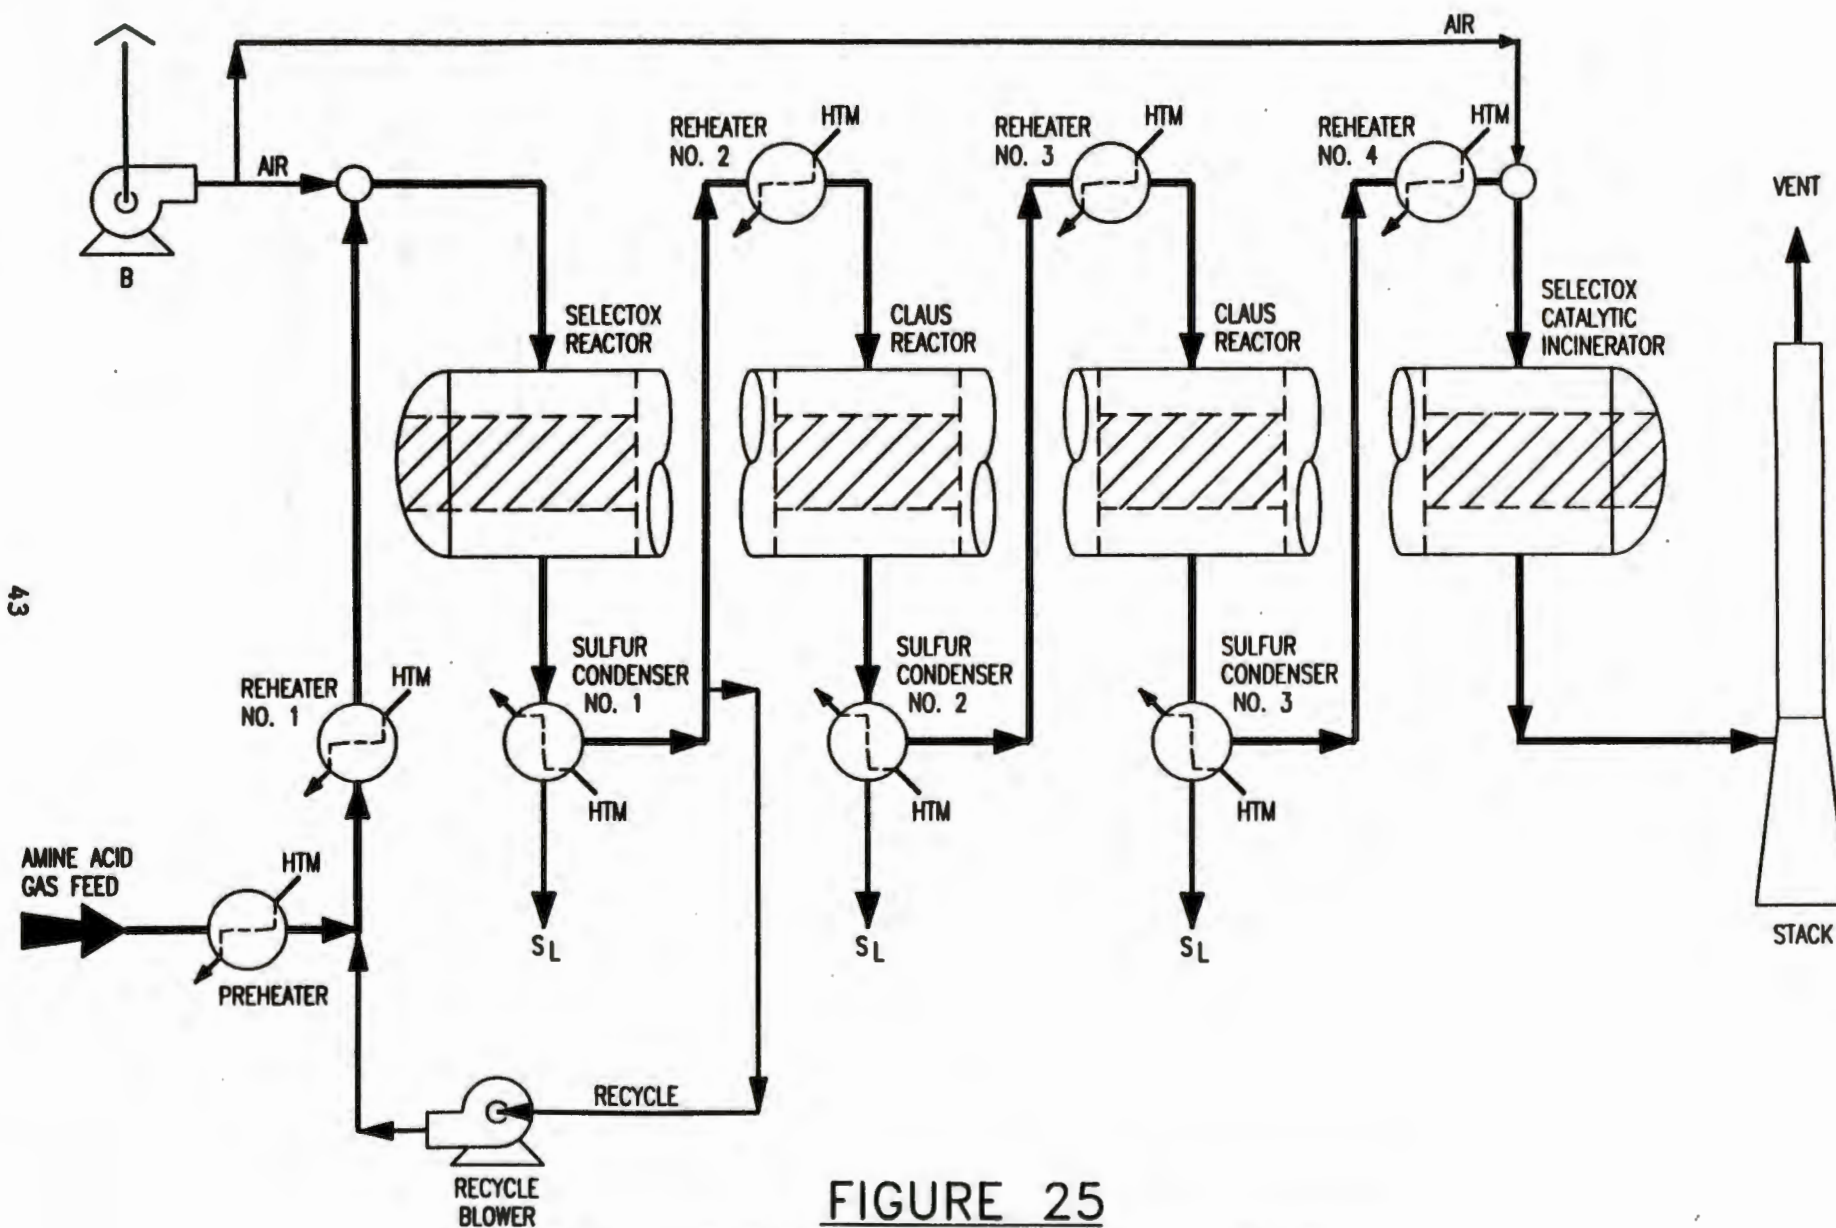 AIR
HTM
REHEATER
NO. 2
HTM
REHEATER
NO. 3
HTM
REHEATER
NO. 4
AIR
VENT
B
SELECTOX
REACTOR
CLAUS
REACTOR
CLAUS
REACTOR
SELECTOX
CATALYTIC
INCINERATOR
43
REHEATER
NO. 1
HTM
SULFUR
CONDENSER
NO. 1
SULFUR
CONDENSER
NO. 2
SULFUR
CONDENSER
NO. 3
HTM
HTM
HTM
AMINE ACID
GAS FEED
HTM
PREHEATER
SL
SL
SL
STACK
RECYCLE
RECYCLE
BLOWER
FIGURE 25